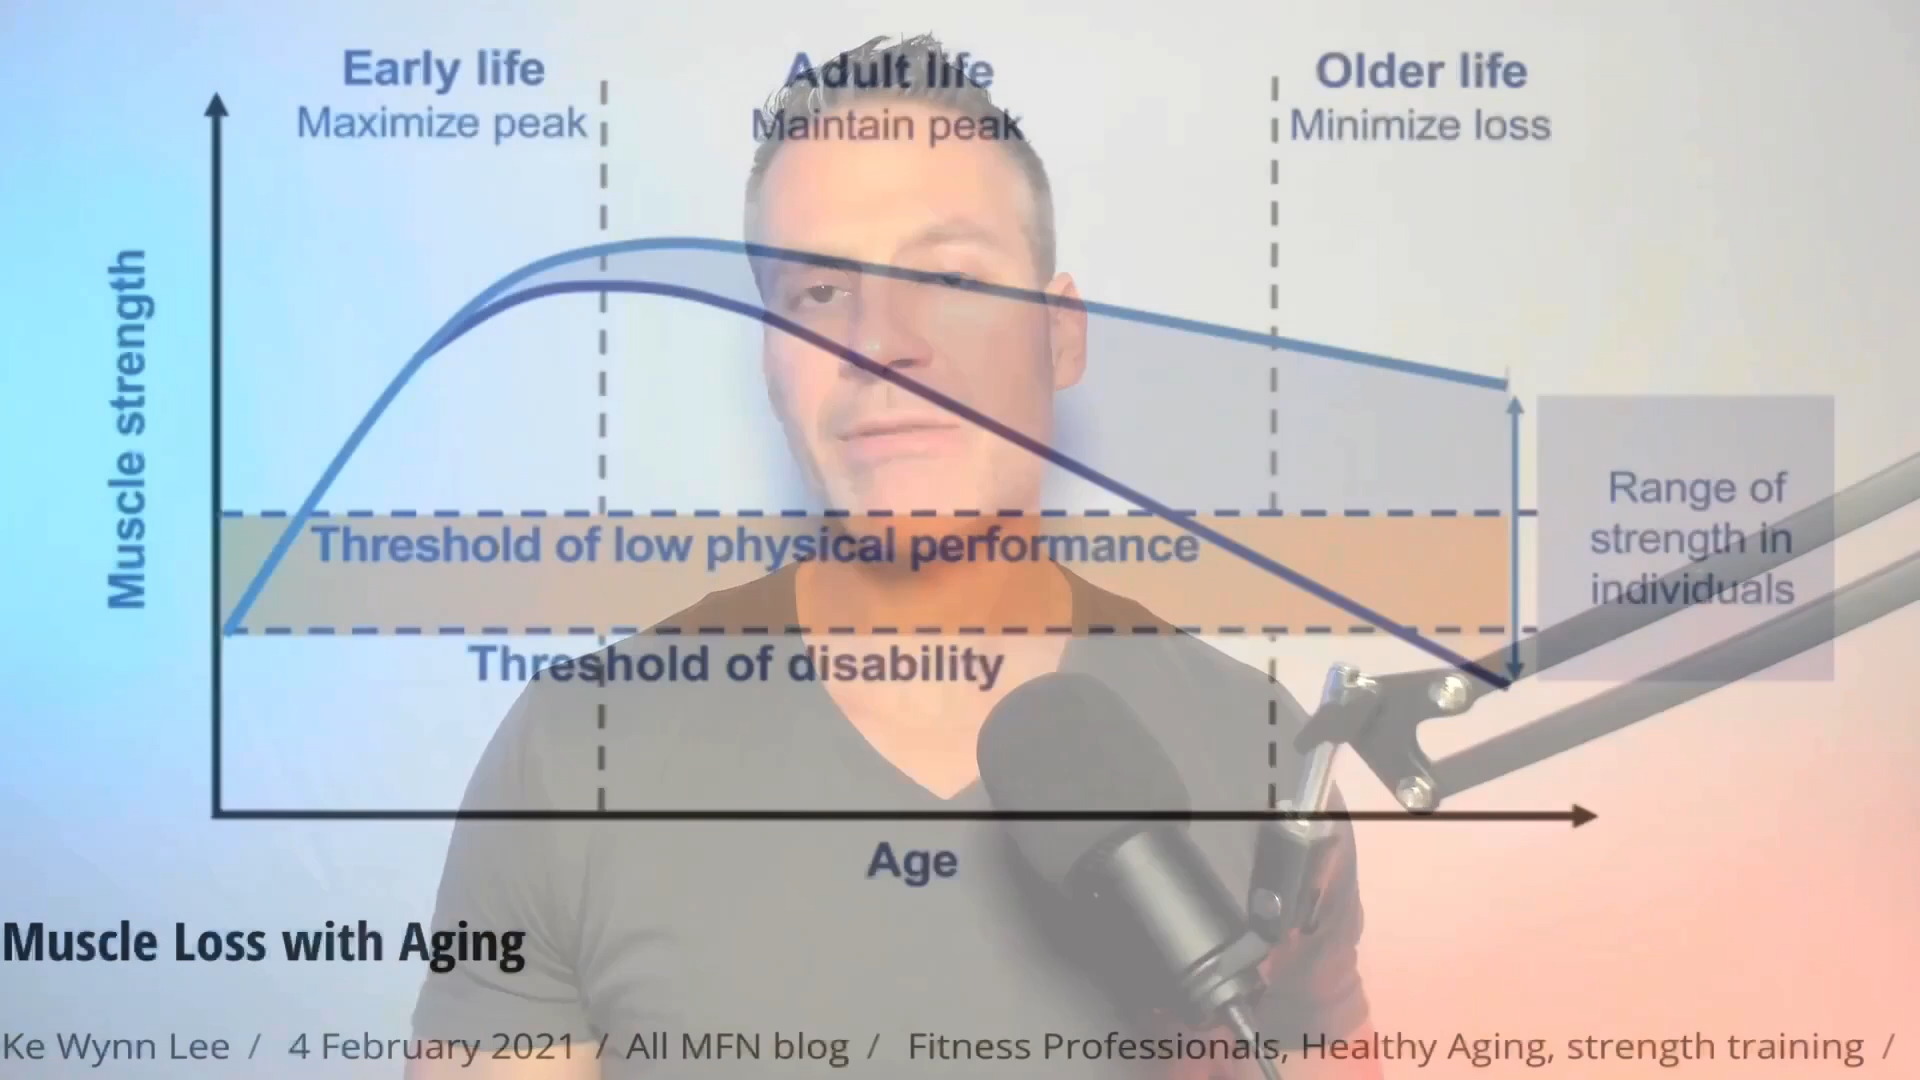 Early life
Maximize peak
Adult life
Maintain peak
Older life
Minimize loss
Muscle strength
Threshold of low physical performance
Threshold of disability
Range of
strength in
individuals
Age
Muscle Loss with Aging
Ke Wynn Lee / 4 February 2021 / All MFN blog / Fitness Professionals, Healthy Aging, strength training /